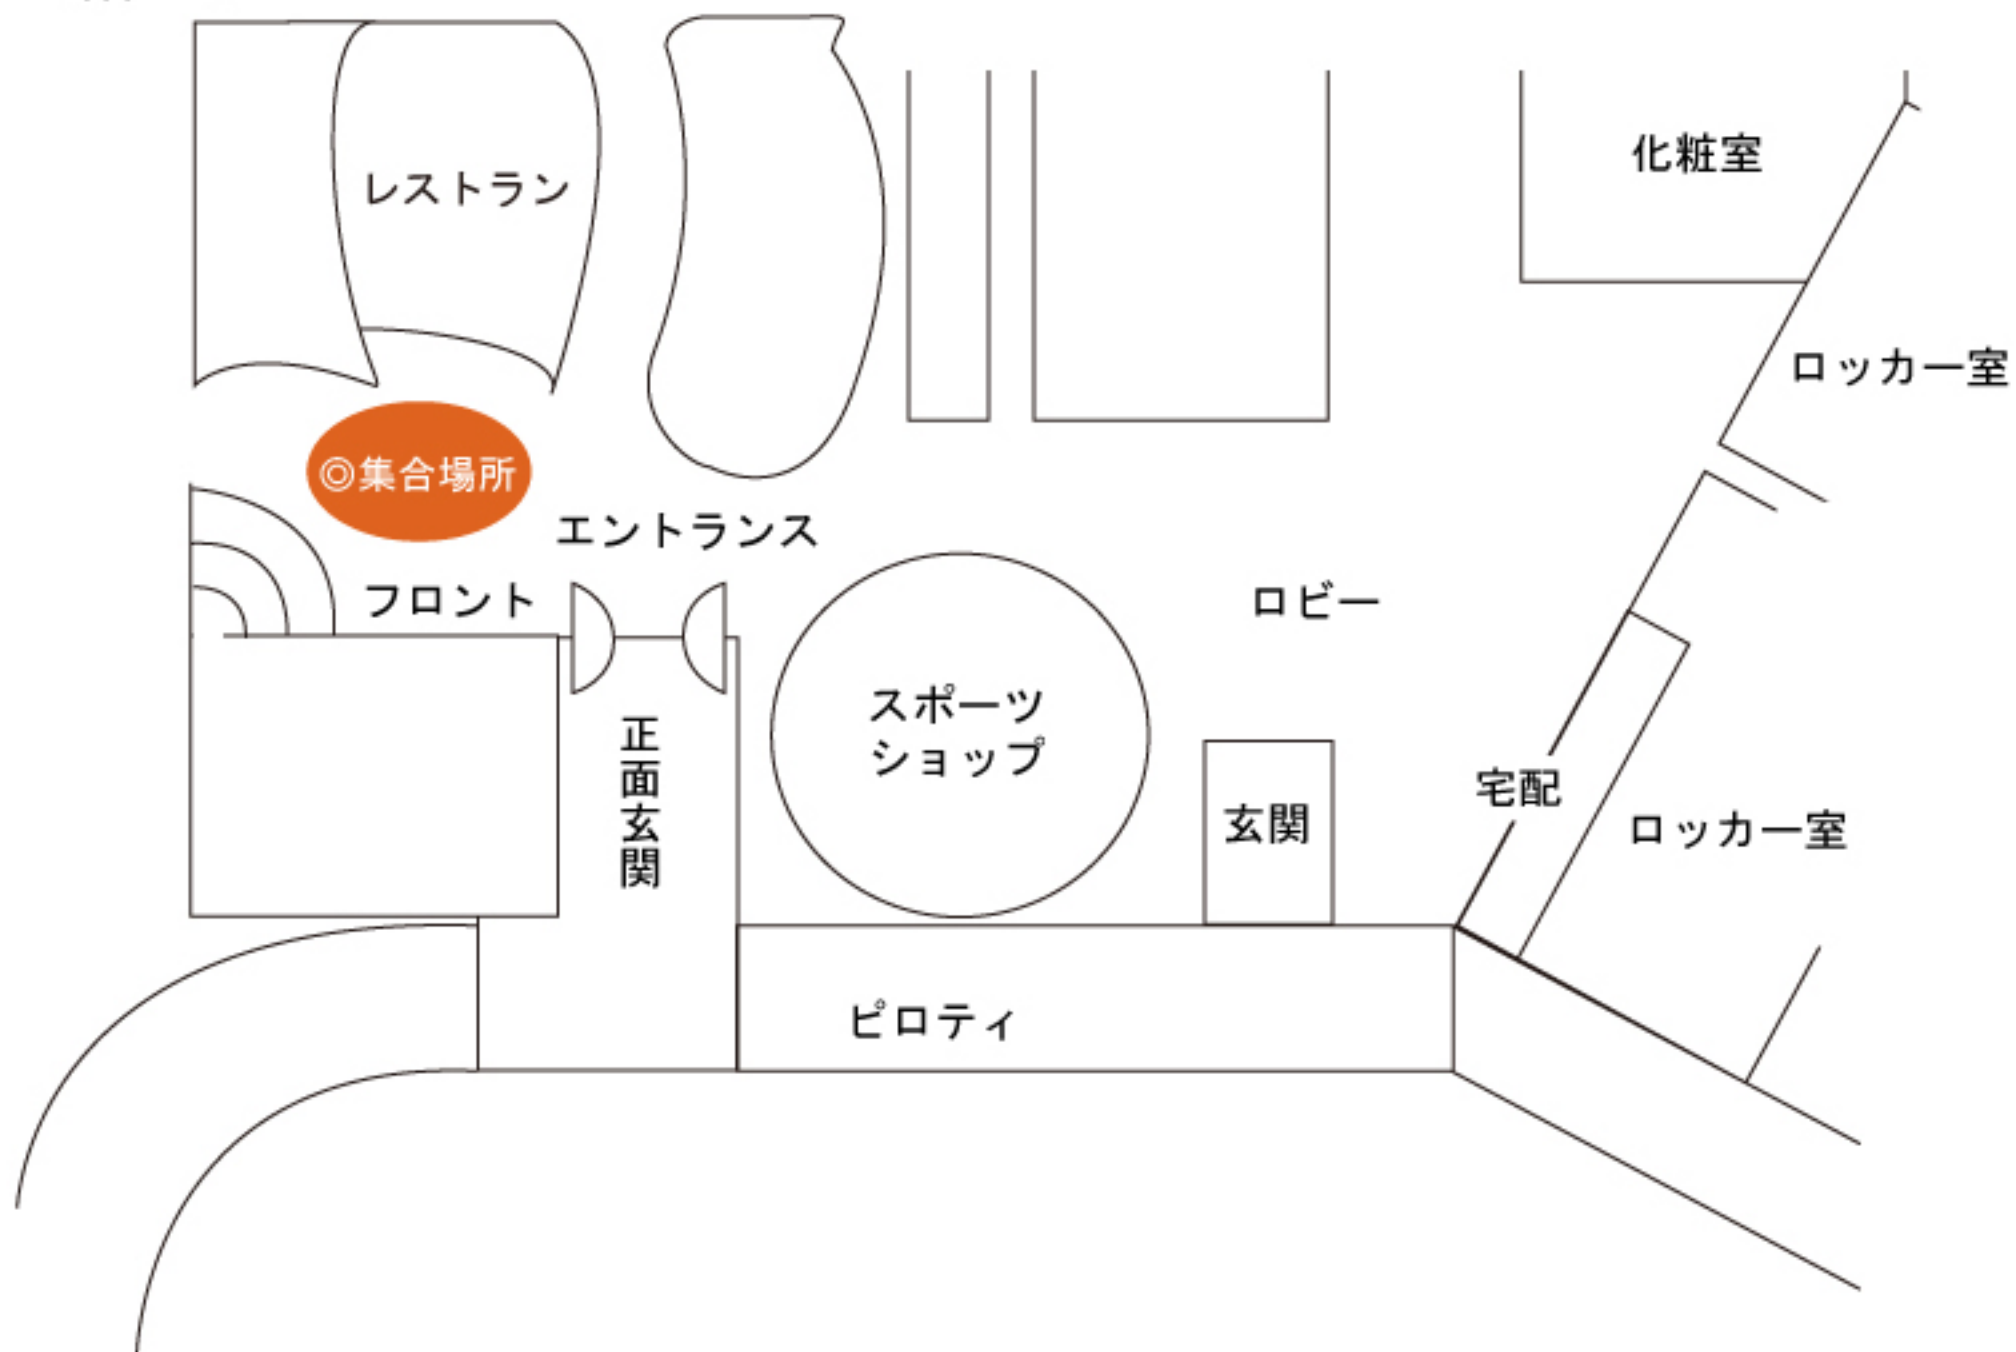 化粧室
レストラン
ロッカー室
◎集合場所
エントランス
フロント
ロビー
スポーツ
ショップ
正面玄関
宅配
玄関
ロッカー室
ピロティ